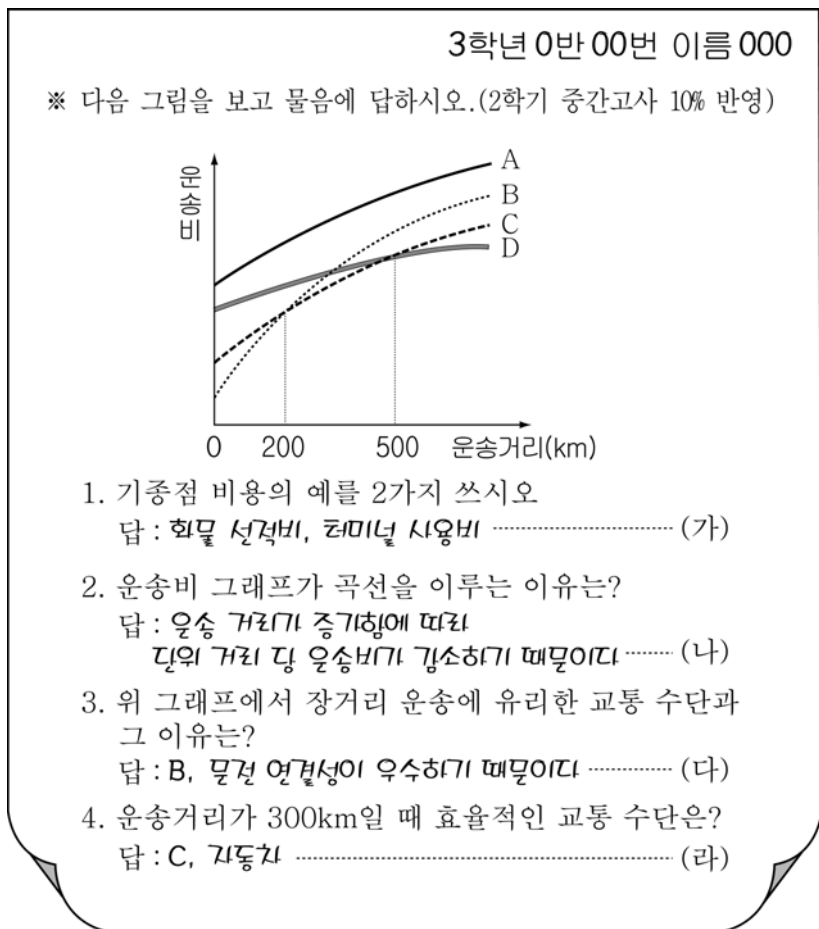 3학년 0반 00번 이름 000
※ 다음 그림을 보고 물음에 답하시오.(2학기 중간고사 10% 반영)
운송비
A
B
C
D
0 200 500 운송거리(km)
1. 기종점 비용의 예를 2가지 쓰시오
답 : 화물 선적비, 터미널 사용비 ························ (가)
2. 운송비 그래프가 곡선을 이루는 이유는?
답 : 운송 거리가 증가함에 따라
단위 거리 당 운송비가 감소하기 때문이다 ······· (나)
3. 위 그래프에서 장거리 운송에 유리한 교통 수단과
그 이유는?
답 : B, 문전 연결성이 우수하기 때문이다 ············ (다)
4. 운송거리가 300km일 때 효율적인 교통 수단은?
답 : C, 자동차 ·················································· (라)